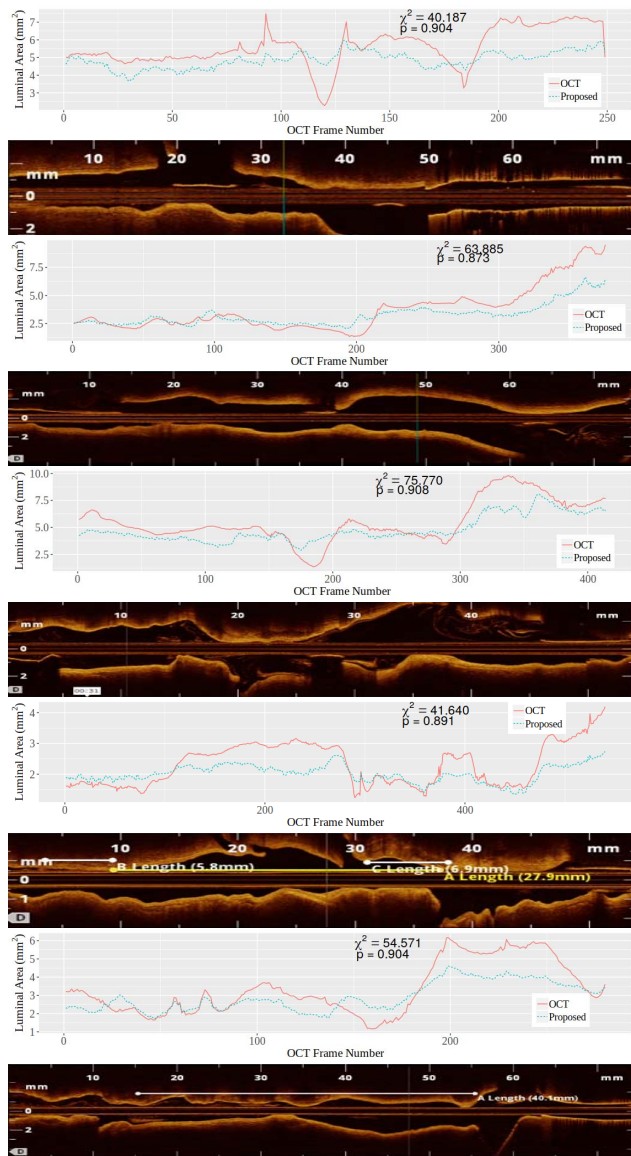 χ² = 40.187
p = 0.904
Luminal Area (mm²)
7
6
5
4
3
OCT
Proposed
0 50 100 150 200 250
OCT Frame Number
10 20 30 40 50 60 mm
mm
0
2
χ² = 63.885
p = 0.873
Luminal Area (mm²)
7.5
5.0
2.5
OCT
Proposed
0 100 200 300
OCT Frame Number
mm 10 20 30 40 50 60 mm
0
2
D
χ² = 75.770
p = 0.908
Luminal Area (mm²)
10.0
7.5
5.0
2.5
OCT
Proposed
0 100 200 300 400
OCT Frame Number
mm 10 20 30 40 mm
0
2
D
00:31
χ² = 41.640
p = 0.891
Luminal Area (mm²)
4
3
2
OCT
Proposed
0 200 400
OCT Frame Number
10 20 30 40 mm
mm
B Length (5.8mm) C Length (6.9mm)
A Length (27.9mm)
0
1
D
χ² = 54.571
p = 0.904
Luminal Area (mm²)
6
5
4
3
2
1
OCT
Proposed
0 100 200
OCT Frame Number
mm 10 20 30 40 50 60 mm
A Length (40.1mm)
0
2
D